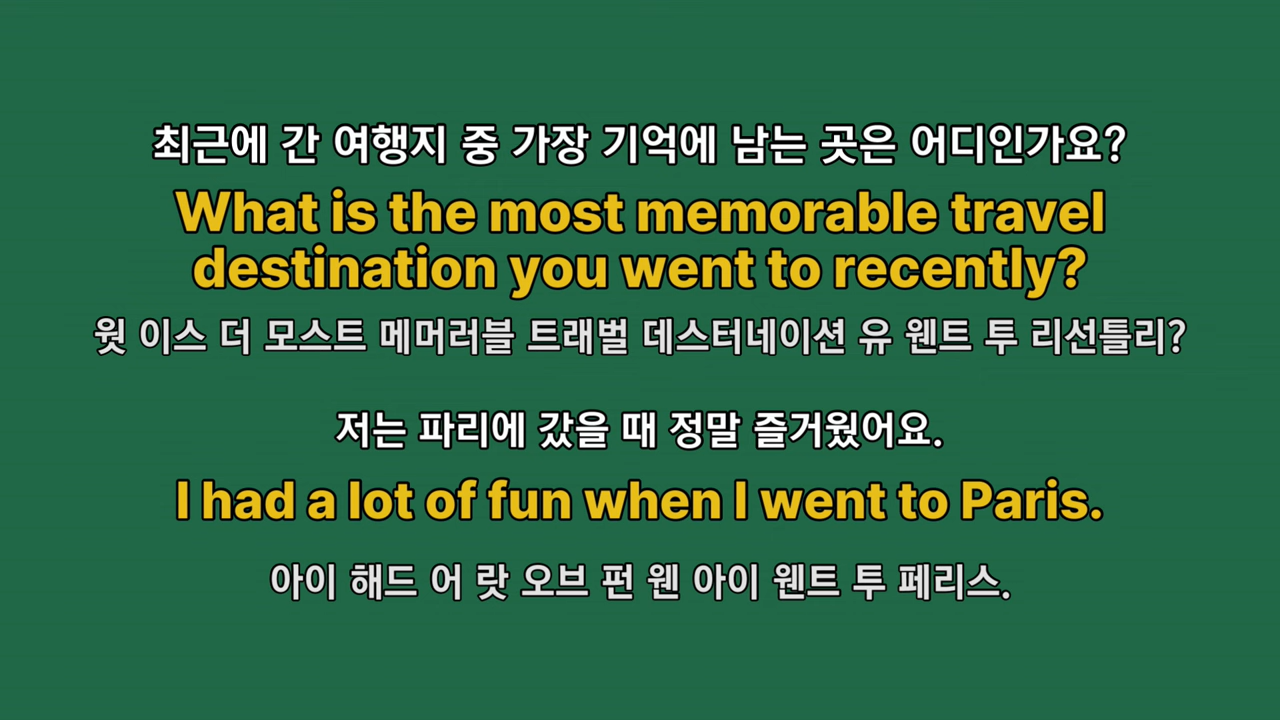 최근에 간 여행지 중 가장 기억에 남는 곳은 어디인가요?
What is the most memorable travel
destination you went to recently?
웟 이스 더 모스트 메머러블 트래벌 데스터네이션 유 웬트 투 리선틀리?
저는 파리에 갔을 때 정말 즐거웠어요.
I had a lot of fun when I went to Paris.
아이 해드 어 랏 오브 펀 웬 아이 웬트 투 페리스.